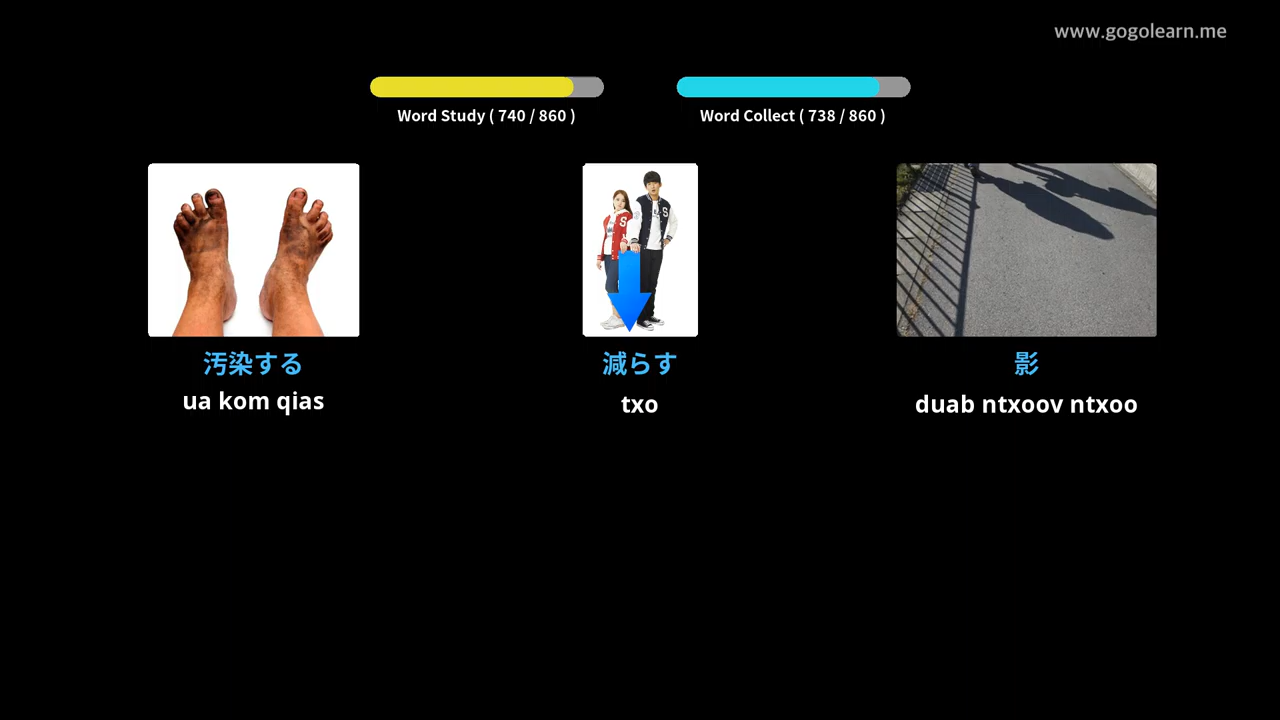 www.gogolearn.me
Word Study ( 740 / 860 )
Word Collect ( 738 / 860 )
汚染する
減らす
影
ua kom qias
txo
duab ntxoov ntxoo